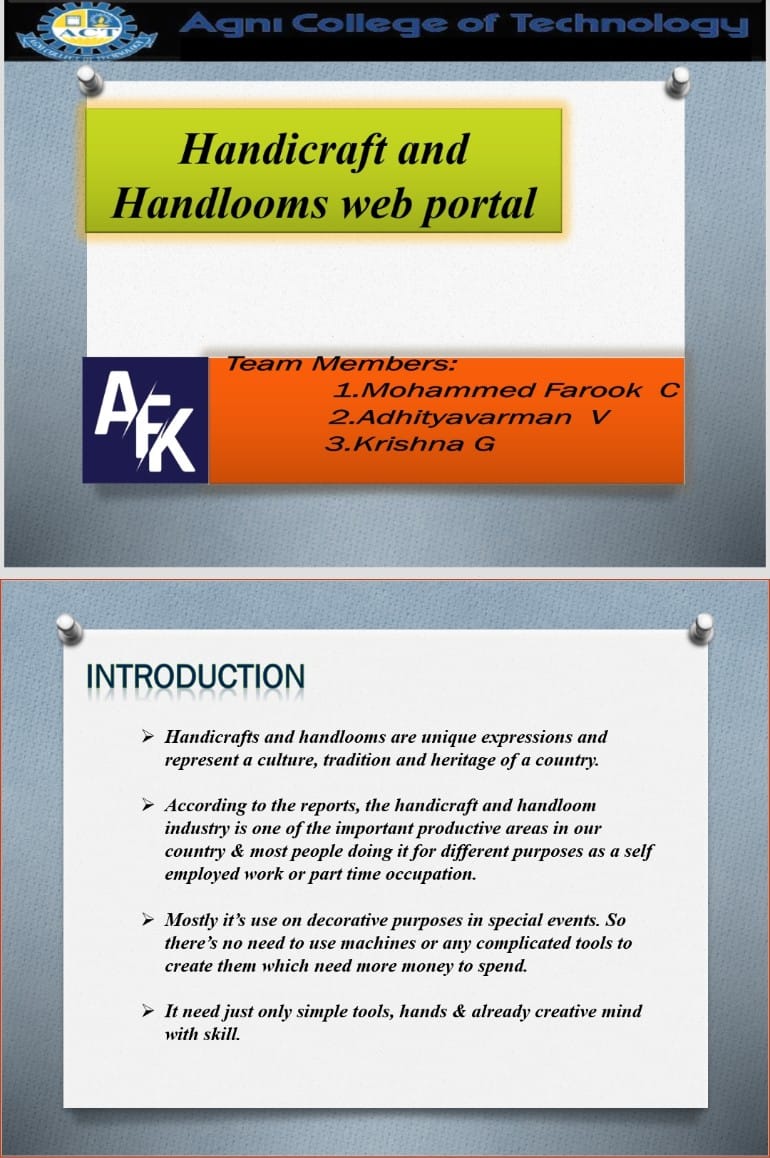 ACT
Agni College of Technology
Handicraft and
Handlooms web portal
AFK
Team Members:
1.Mohammed Farook C
2.Adhityavarman V
3.Krishna G
INTRODUCTION
➢ Handicrafts and handlooms are unique expressions and
represent a culture, tradition and heritage of a country.
➢ According to the reports, the handicraft and handloom
industry is one of the important productive areas in our
country & most people doing it for different purposes as a self
employed work or part time occupation.
➢ Mostly it’s use on decorative purposes in special events. So
there’s no need to use machines or any complicated tools to
create them which need more money to spend.
➢ It need just only simple tools, hands & already creative mind
with skill.